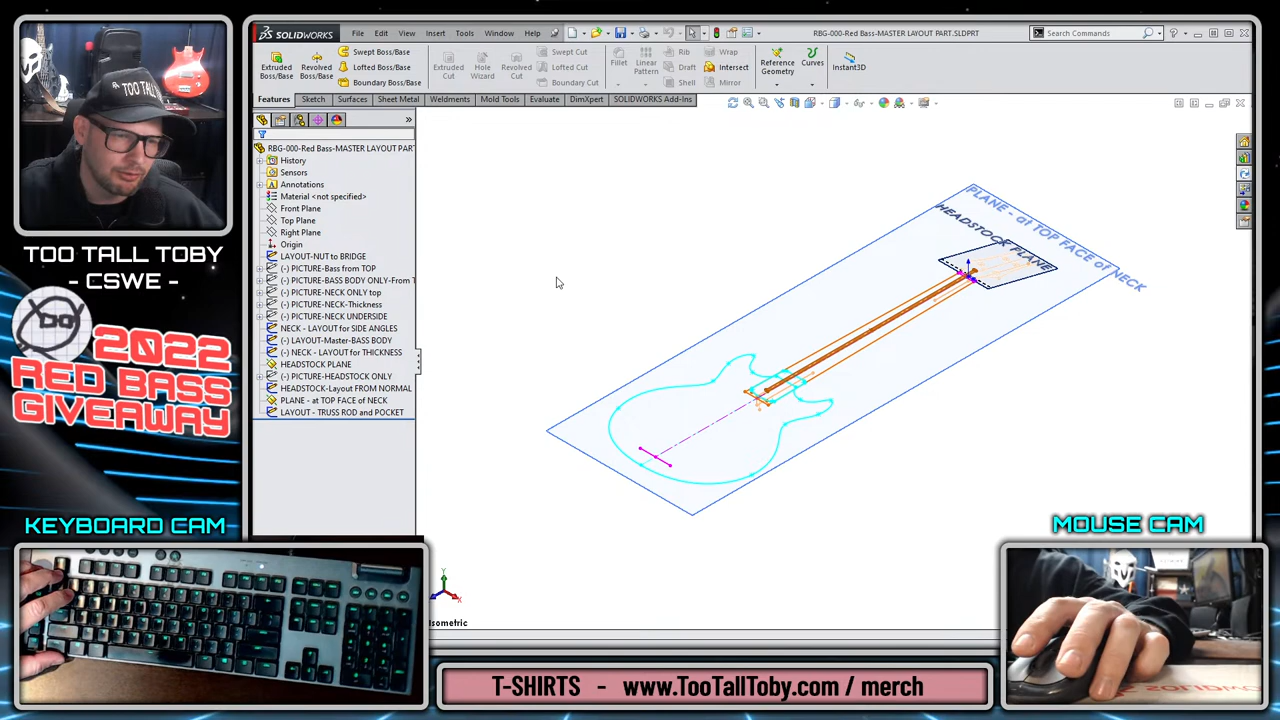 TOO TALL
TOO TALL TOBY
- CSWE -
2022
RED BASS
GIVEAWAY
KEYBOARD CAM
SOLIDWORKS
File
Edit
View
Insert
Tools
Window
Help
RBG-000-Red Bass-MASTER LAYOUT PART.SLDPRT
Search Commands
Extruded Boss/Base
Revolved Boss/Base
Swept Boss/Base
Lofted Boss/Base
Boundary Boss/Base
Extruded Cut
Hole Wizard
Revolved Cut
Swept Cut
Lofted Cut
Boundary Cut
Fillet
Linear Pattern
Rib
Draft
Shell
Wrap
Intersect
Mirror
Reference Geometry
Curves
Instant3D
Features
Sketch
Surfaces
Sheet Metal
Weldments
Mold Tools
Evaluate
DimXpert
SOLIDWORKS Add-Ins
RBG-000-Red Bass-MASTER LAYOUT PART
History
Sensors
Annotations
Material <not specified>
Front Plane
Top Plane
Right Plane
Origin
LAYOUT-NUT to BRIDGE
(-) PICTURE-Bass from TOP
(-) PICTURE-BASS BODY ONLY-From T
(-) PICTURE-NECK ONLY top
(-) PICTURE-NECK-Thickness
(-) PICTURE-NECK UNDERSIDE
NECK - LAYOUT for SIDE ANGLES
(-) LAYOUT-Master-BASS BODY
(-) NECK - LAYOUT for THICKNESS
HEADSTOCK PLANE
(-) PICTURE-HEADSTOCK ONLY
HEADSTOCK-Layout FROM NORMAL
PLANE - at TOP FACE of NECK
LAYOUT - TRUSS ROD and POCKET
PLANE - at TOP FACE of NECK
HEADSTOCK PLANE
Y
X
Isometric
MOUSE CAM
T-SHIRTS - www.TooTallToby.com / merch